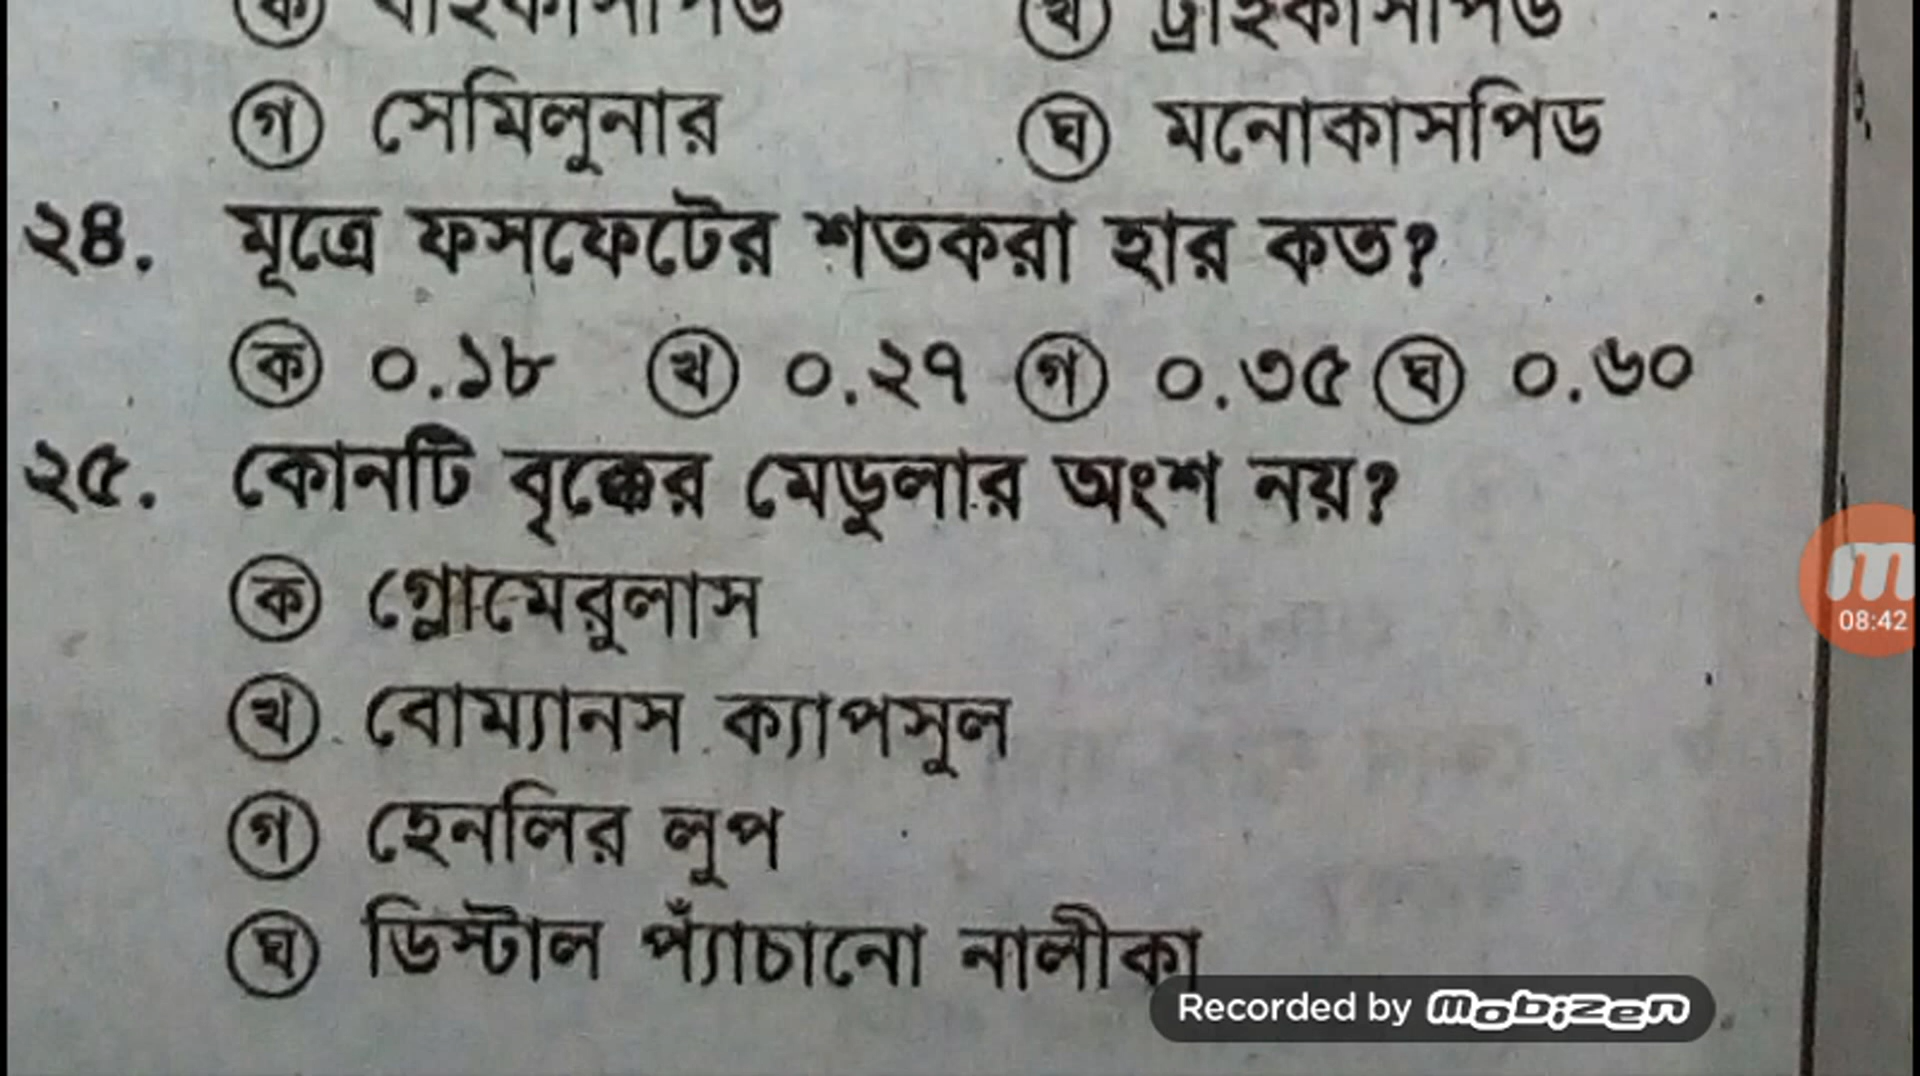 গ সেমিলুনার ঘ মনোকাসপিড
২৪. মূত্রে ফসফেটের শতকরা হার কত?
ক ০.১৮ খ ০.২৭ গ ০.৩৫ ঘ ০.৬০
২৫. কোনটি বৃক্কের মেডুলার অংশ নয়?
ক গ্লোমেরুলাস
খ বোম্যানস ক্যাপসুল
গ হেনলির লুপ
ঘ ডিস্টাল প্যাঁচানো নালীকা
m
08:42
Recorded by mobizen